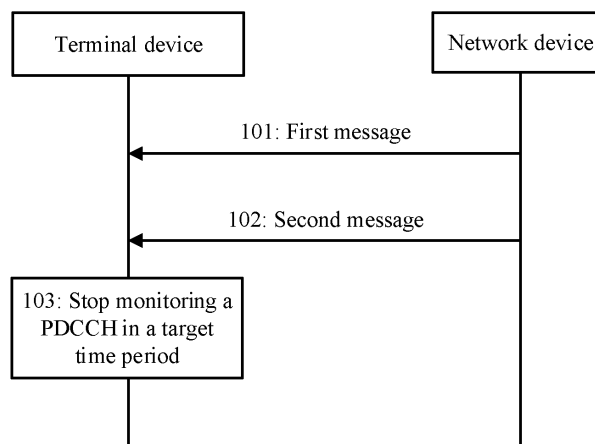 Terminal device
Network device
101: First message
102: Second message
103: Stop monitoring a
PDCCH in a target
time period